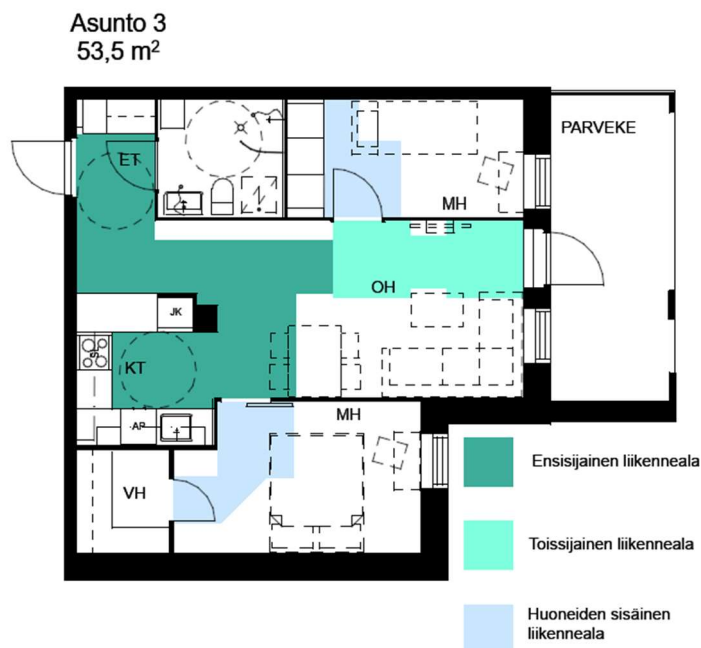 Asunto 3
53,5 m²
PARVEKE
ET
MH
OH
JK
KT
AP
MH
VH
Ensisijainen liikenneala
Toissijainen liikenneala
Huoneiden sisäinen
liikenneala